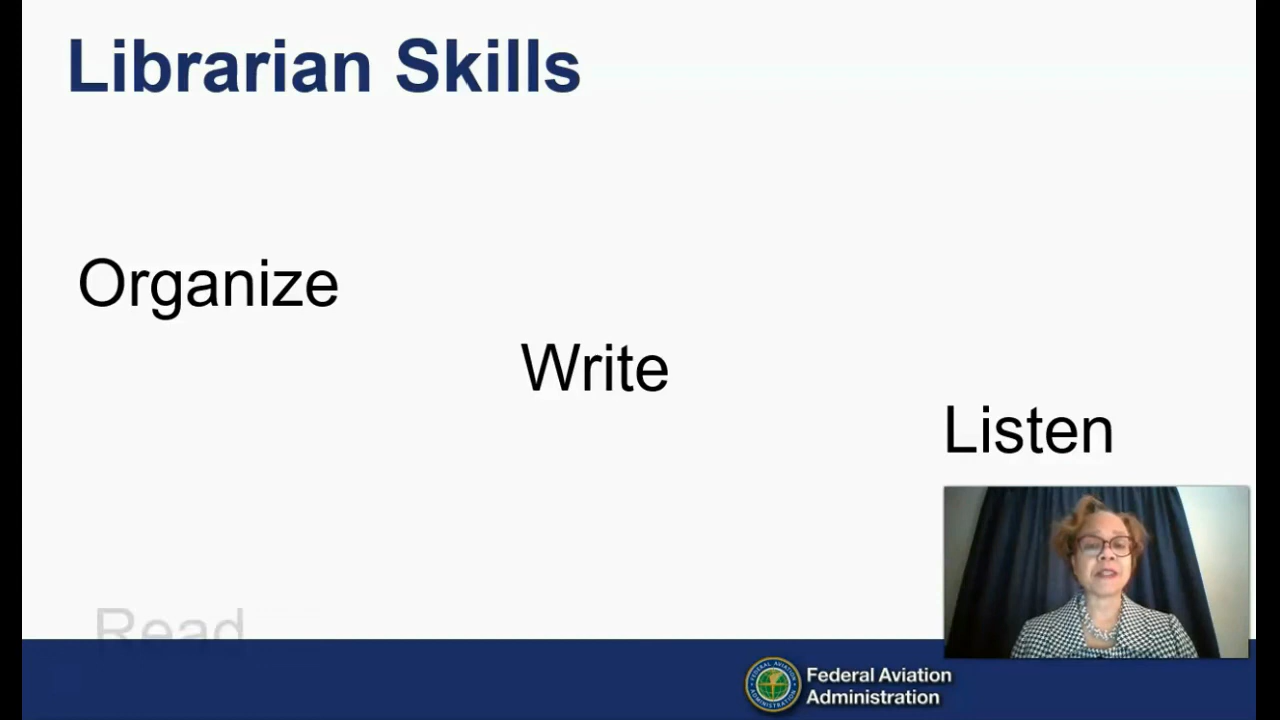 Librarian Skills
Organize
Write
Listen
Read
Federal Aviation
Administration